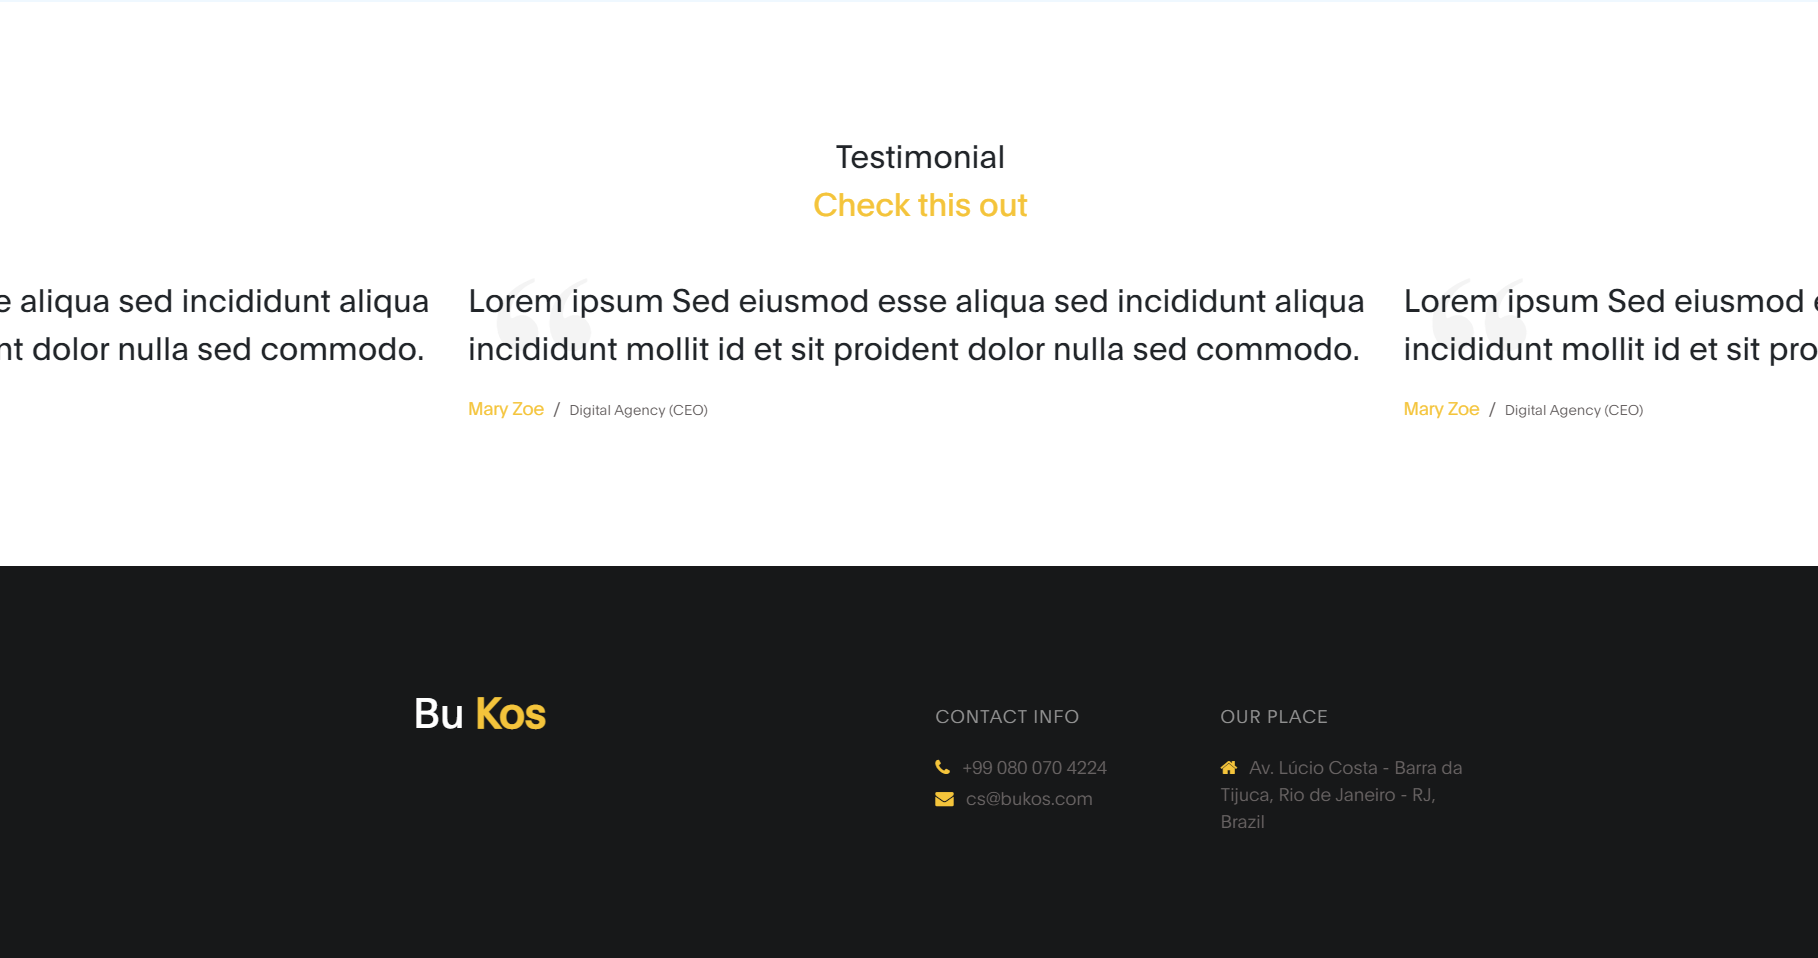 Testimonial
Check this out
e aliqua sed incididunt aliqua
nt dolor nulla sed commodo.
Lorem ipsum Sed eiusmod esse aliqua sed incididunt aliqua
incididunt mollit id et sit proident dolor nulla sed commodo.
Mary Zoe / Digital Agency (CEO)
Lorem ipsum Sed eiusmod
incididunt mollit id et sit pro
Mary Zoe / Digital Agency (CEO)
Bu Kos
CONTACT INFO
+99 080 070 4224
cs@bukos.com
OUR PLACE
Av. Lúcio Costa - Barra da
Tijuca, Rio de Janeiro - RJ,
Brazil